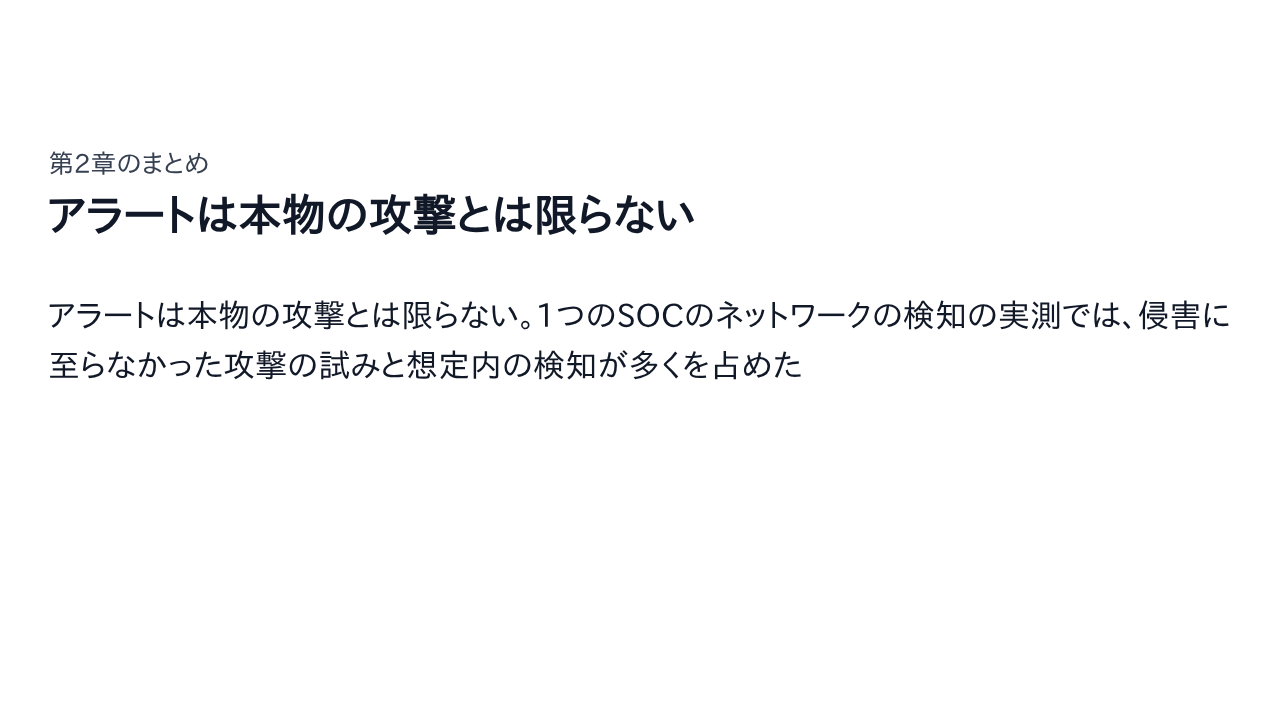 第2章のまとめ
アラートは本物の攻撃とは限らない
アラートは本物の攻撃とは限らない。1つのSOCのネットワークの検知の実測では、侵害に
至らなかった攻撃の試みと想定内の検知が多くを占めた